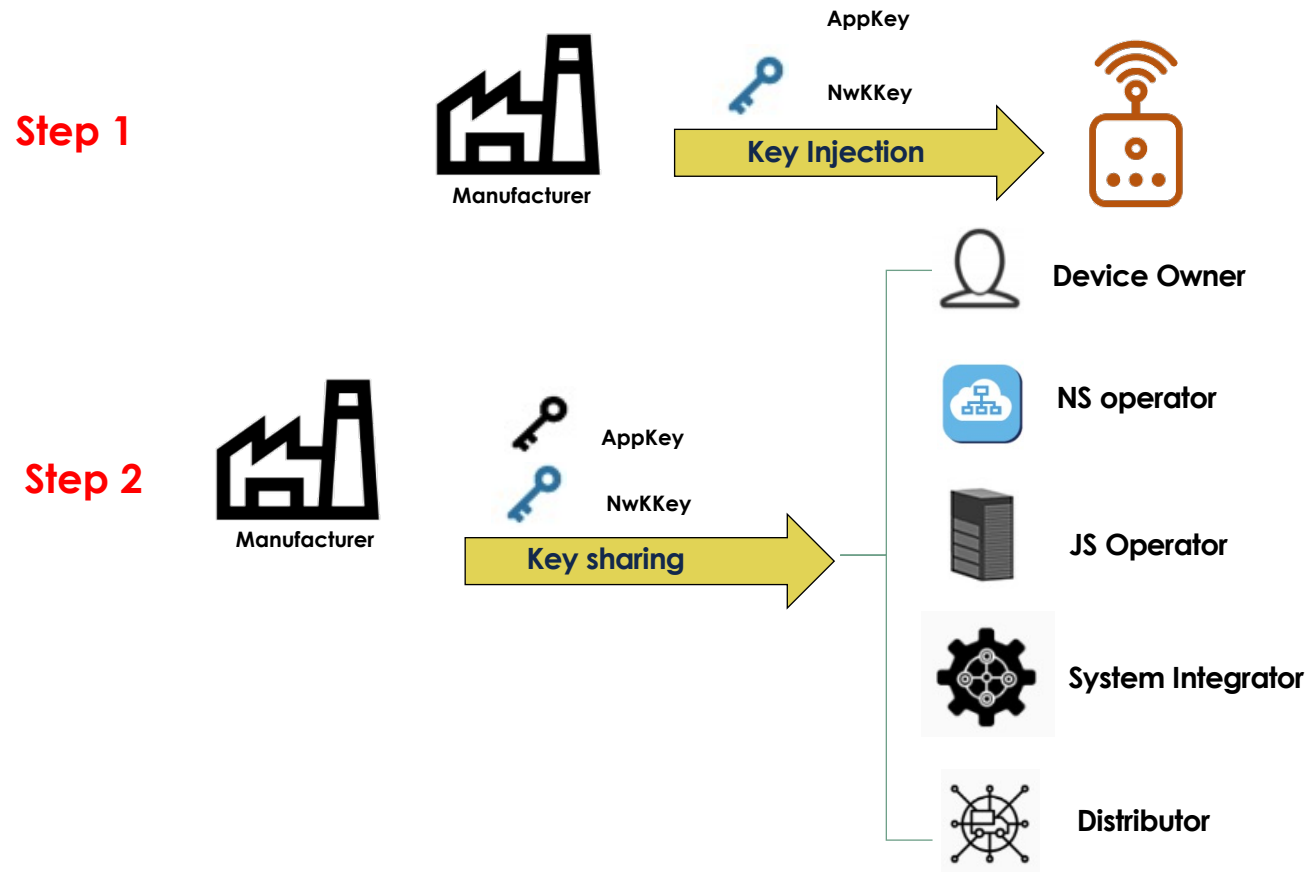 AppKey
NwKKey
Step 1
Key Injection
Manufacturer
Device Owner
NS operator
AppKey
Step 2
NwKKey
Manufacturer
Key sharing
JS Operator
System Integrator
Distributor